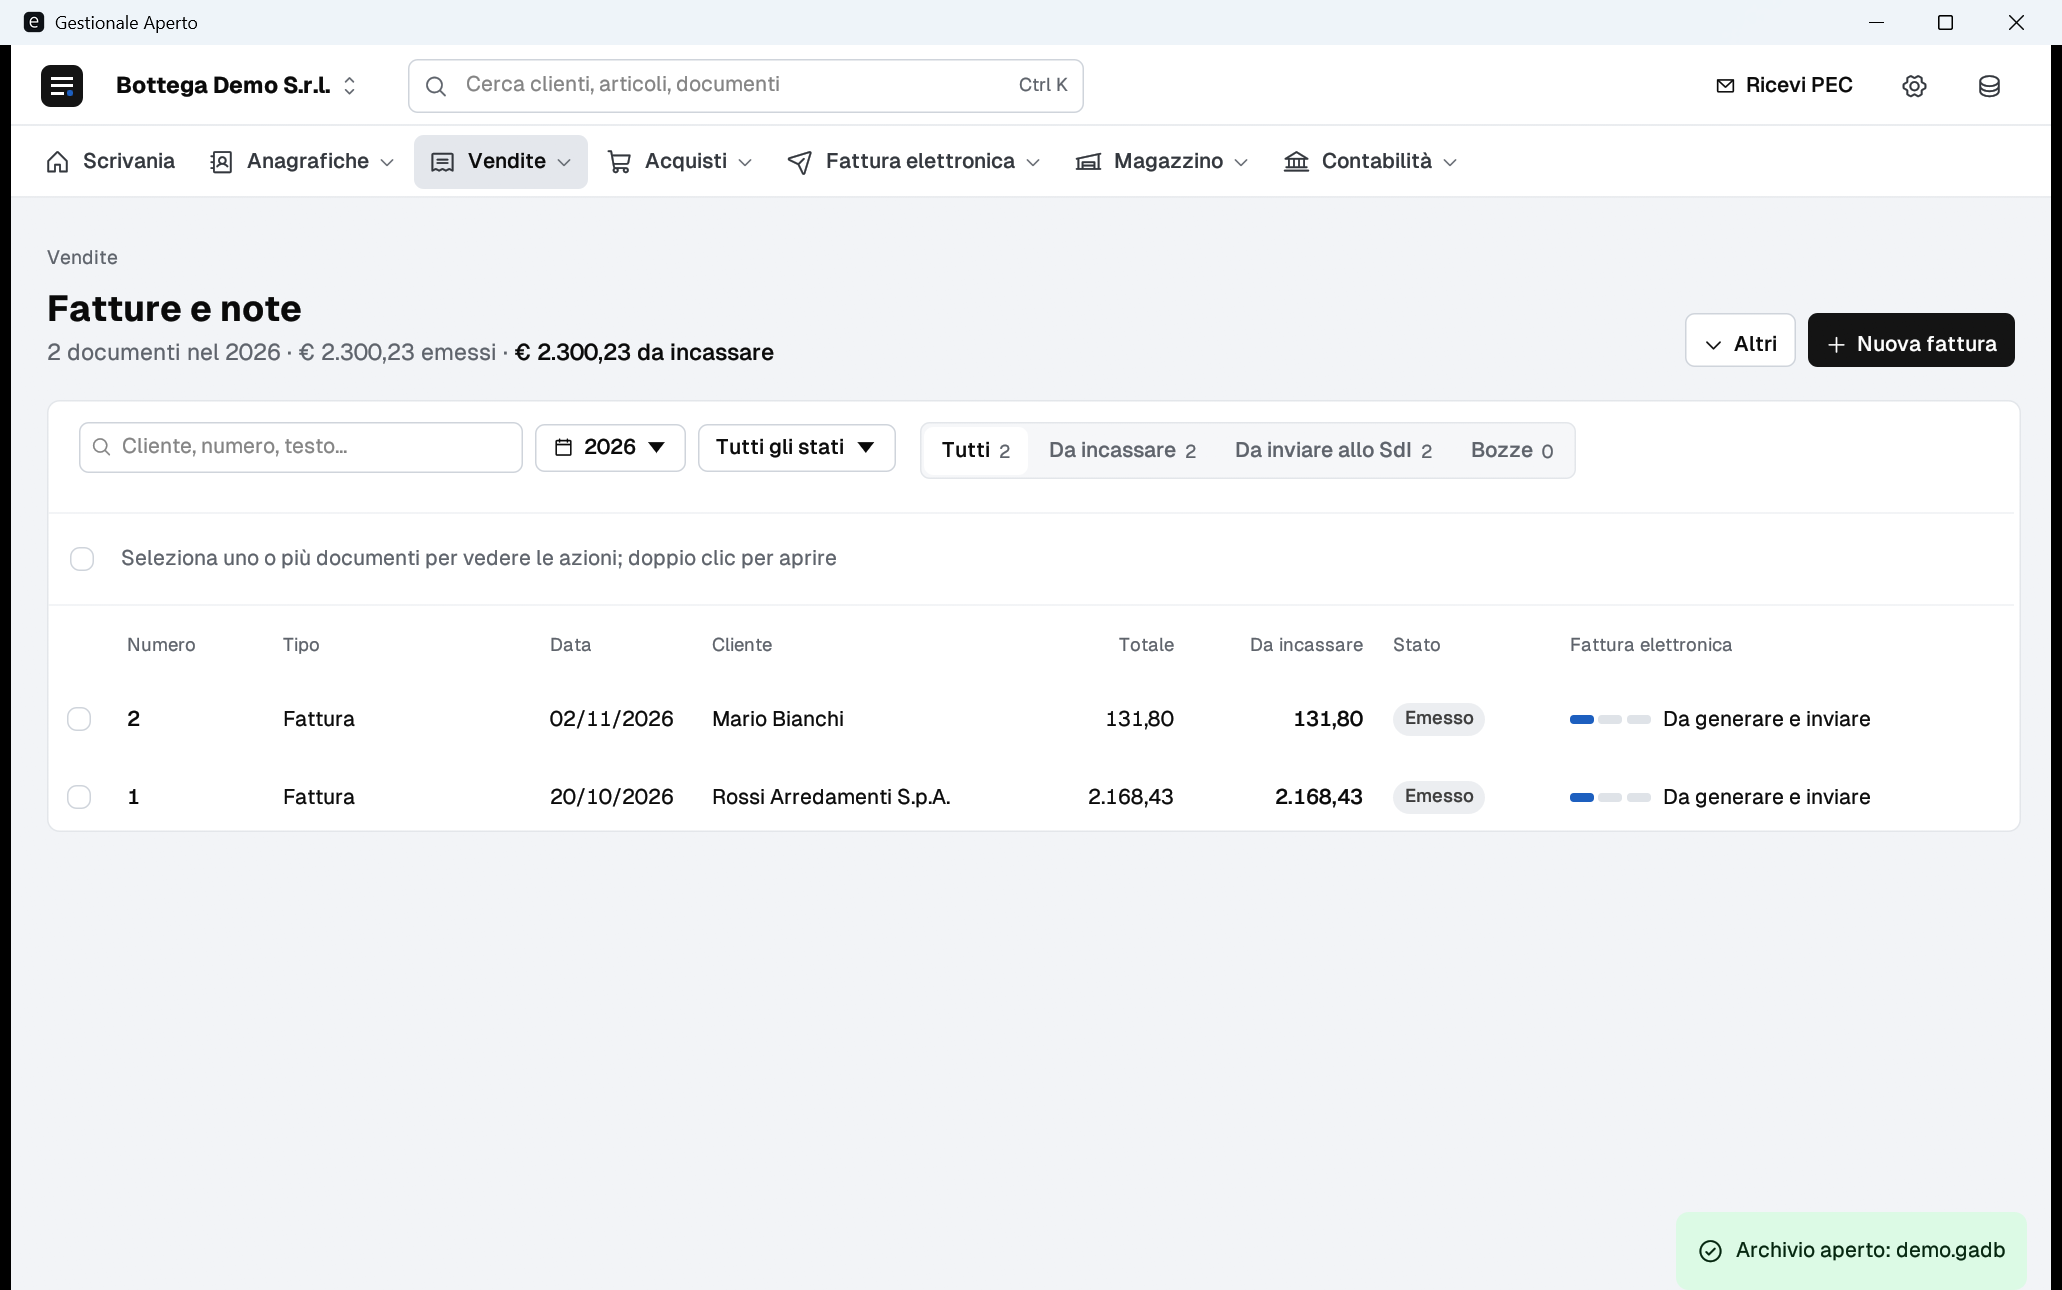 Gestionale Aperto
Bottega Demo S.r.l.
Cerca clienti, articoli, documenti
Ctrl K
Ricevi PEC
Scrivania
Anagrafiche
Vendite
Acquisti
Fattura elettronica
Magazzino
Contabilità
Vendite
Fatture e note
2 documenti nel 2026 · € 2.300,23 emessi · € 2.300,23 da incassare
Altri
Nuova fattura
Cliente, numero, testo...
2026
Tutti gli stati
Tutti 2
Da incassare 2
Da inviare allo SdI 2
Bozze 0
Seleziona uno o più documenti per vedere le azioni; doppio clic per aprire
Numero Tipo Data Cliente Totale Da incassare Stato Fattura elettronica
2 Fattura 02/11/2026 Mario Bianchi 131,80 131,80 Emesso Da generare e inviare
1 Fattura 20/10/2026 Rossi Arredamenti S.p.A. 2.168,43 2.168,43 Emesso Da generare e inviare
Archivio aperto: demo.gadb